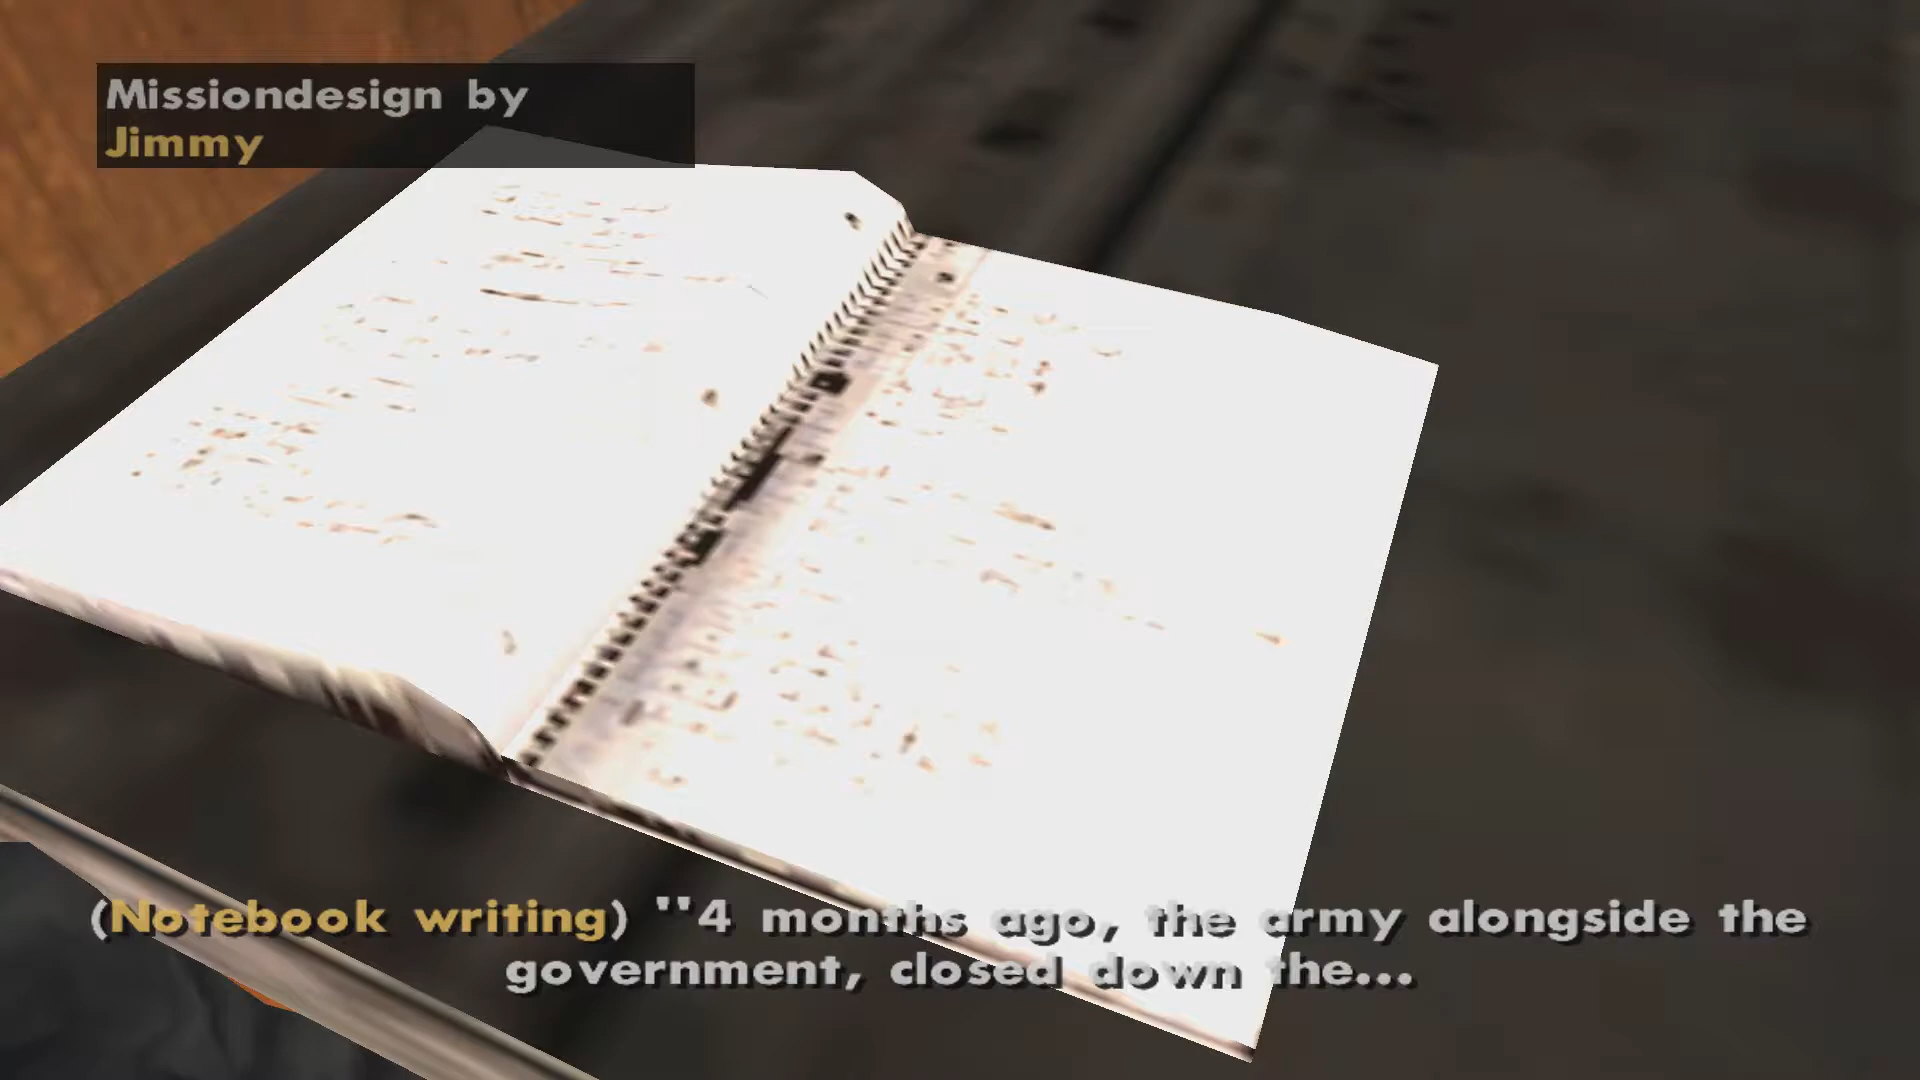 Missiondesign by
Jimmy
(Notebook writing) ''4 months ago, the army alongside the
government, closed down the...